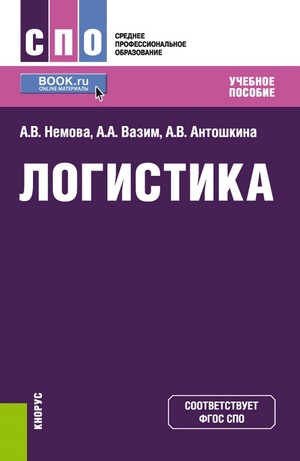 СПО
СРЕДНЕЕ
ПРОФЕССИОНАЛЬНОЕ
ОБРАЗОВАНИЕ
BOOK.ru
ONLINE МАТЕРИАЛЫ
УЧЕБНОЕ
ПОСОБИЕ
А.В. Немова, А.А. Вазим, А.В. Антошкина
ЛОГИСТИКА
КНОРУС
СООТВЕТСТВУЕТ
ФГОС СПО